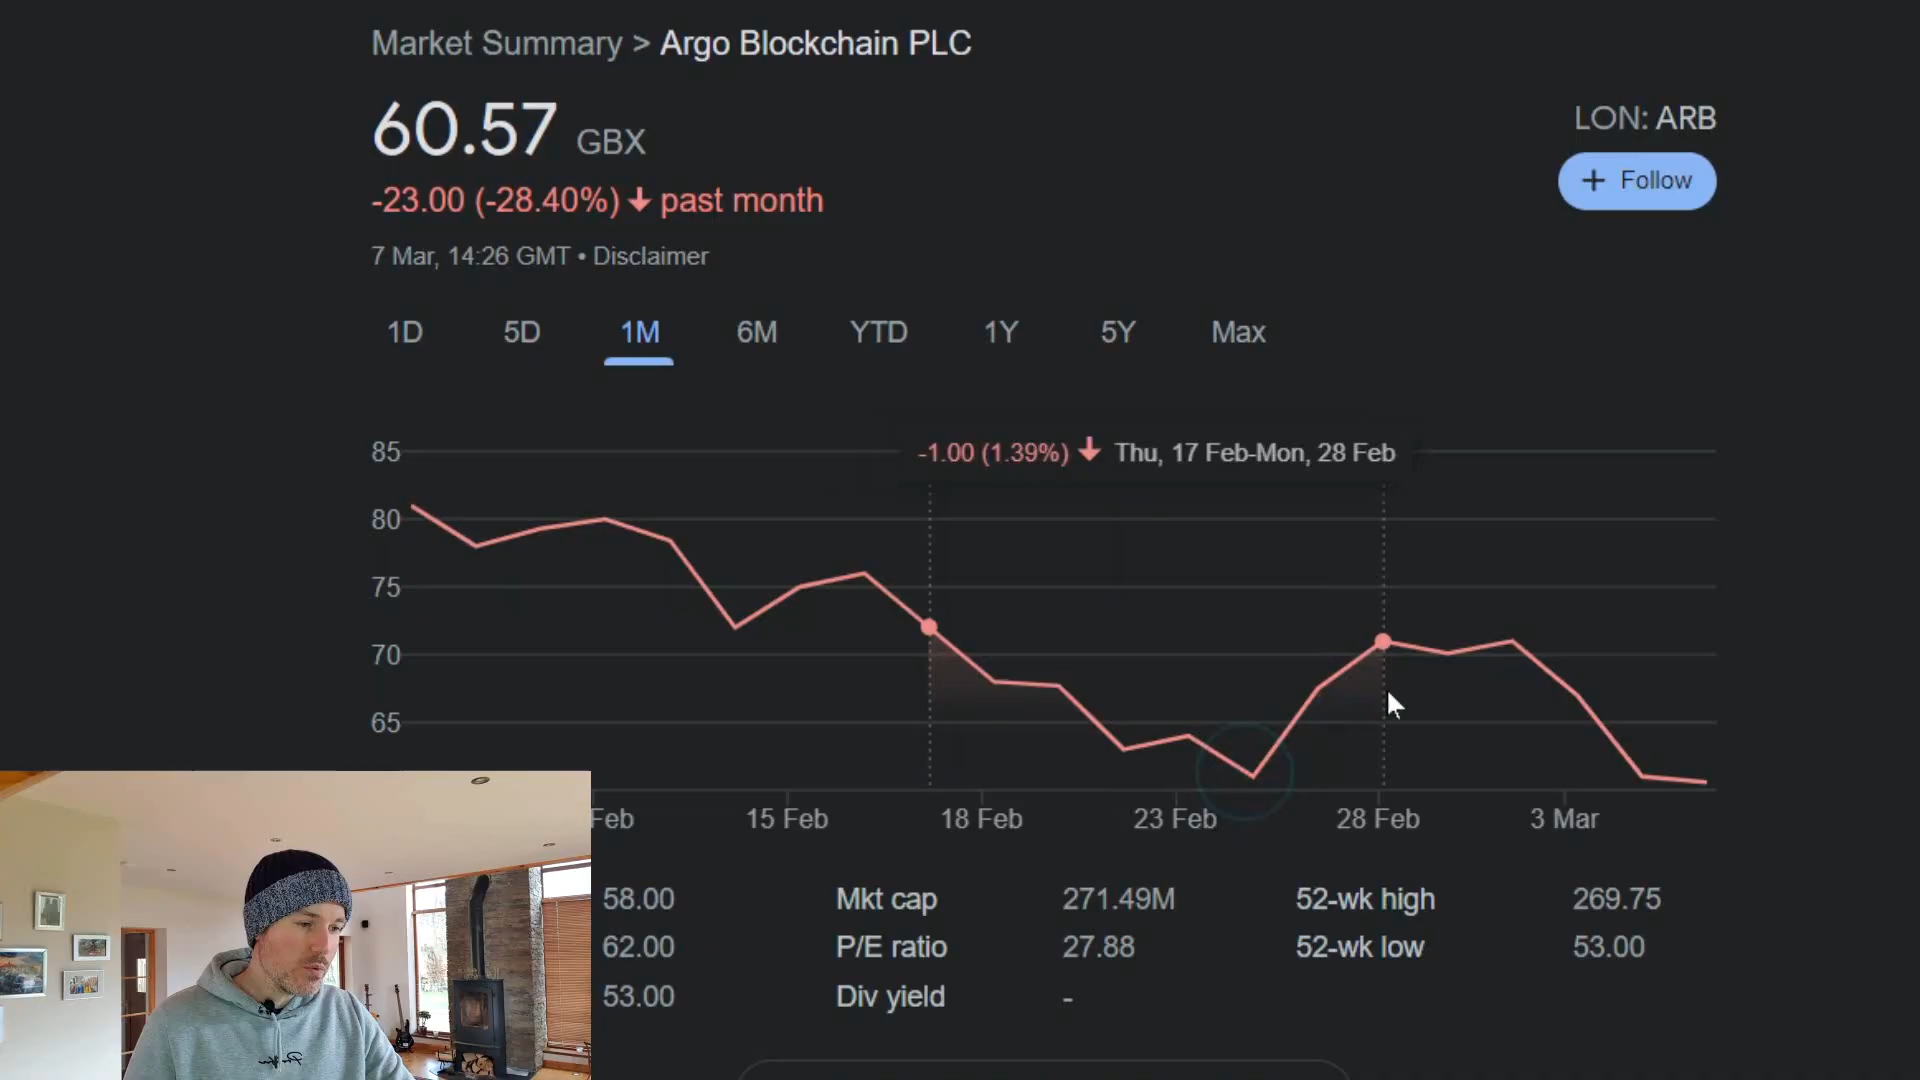 Market Summary > Argo Blockchain PLC
60.57 GBX
LON: ARB
+ Follow
-23.00 (-28.40%) ↓ past month
7 Mar, 14:26 GMT • Disclaimer
1D 5D 1M 6M YTD 1Y 5Y Max
-1.00 (1.39%) ↓ Thu, 17 Feb-Mon, 28 Feb
85
80
75
70
65
Feb 15 Feb 18 Feb 23 Feb 28 Feb 3 Mar
58.00 Mkt cap 271.49M 52-wk high 269.75
62.00 P/E ratio 27.88 52-wk low 53.00
53.00 Div yield -